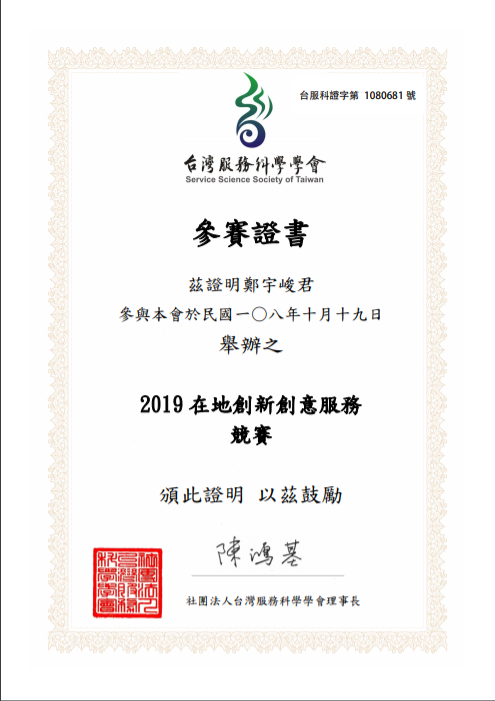 台服科證字第 1080681 號
台灣服務科學學會
Service Science Society of Taiwan
參賽證書
茲證明鄭宇峻君
參與本會於民國一〇八年十月十九日
舉辦之
2019 在地創新創意服務
競賽
頒此證明 以茲鼓勵
陳鴻基
社團法人台灣服務科學學會理事長